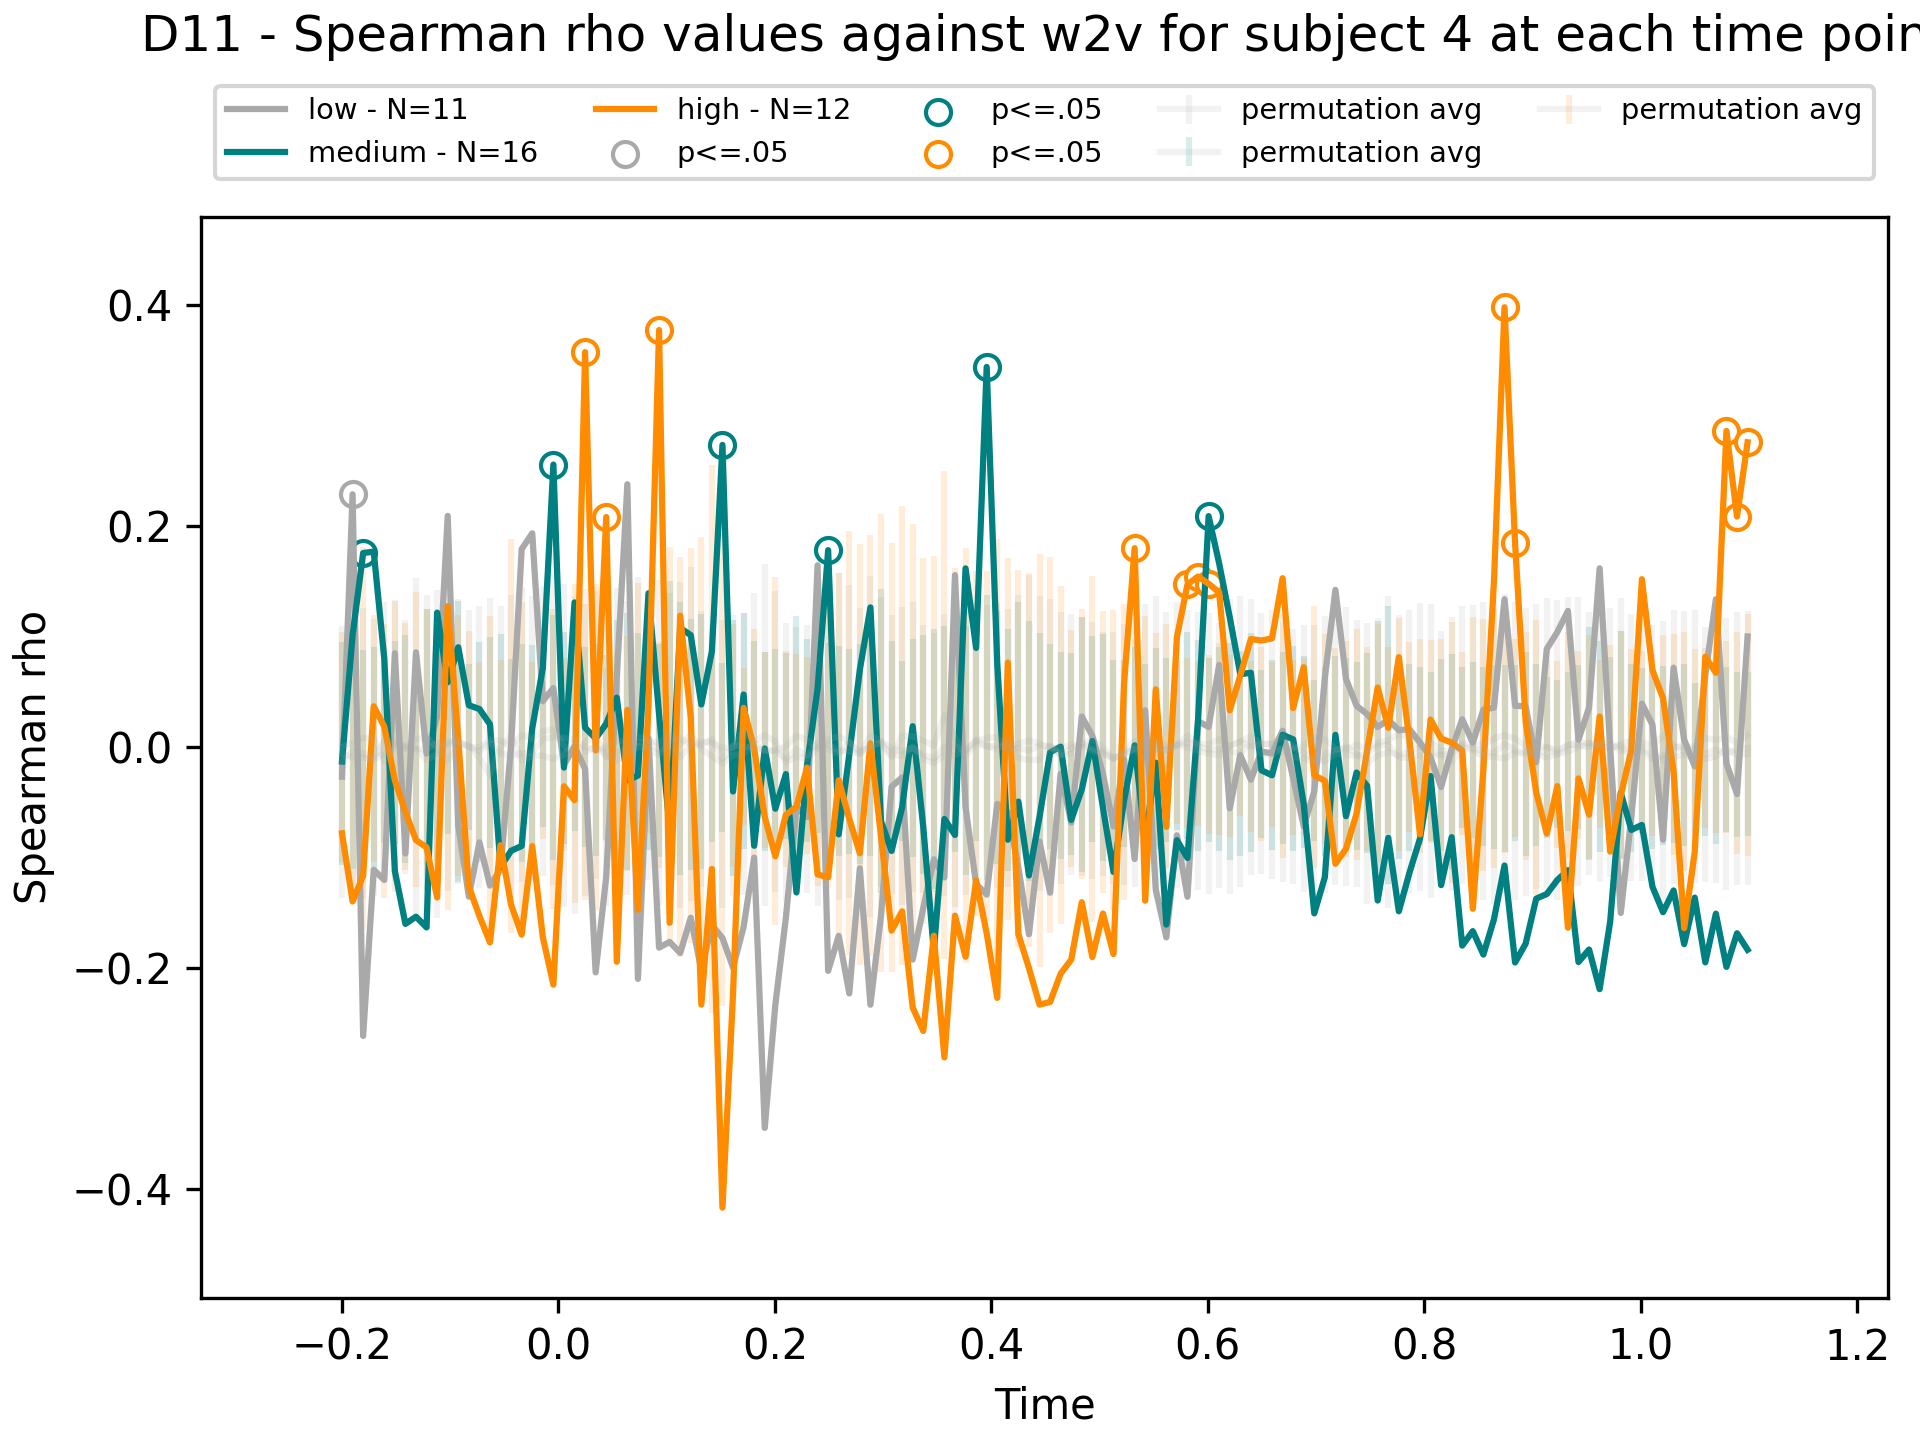 D11 - Spearman rho values against w2v for subject 4 at each time poin
low - N=11 high - N=12 p<=.05 permutation avg permutation avg
medium - N=16 p<=.05 p<=.05 permutation avg
0.4
0.2
0.0
−0.2
−0.4
Spearman rho
−0.2 0.0 0.2 0.4 0.6 0.8 1.0 1.2
Time